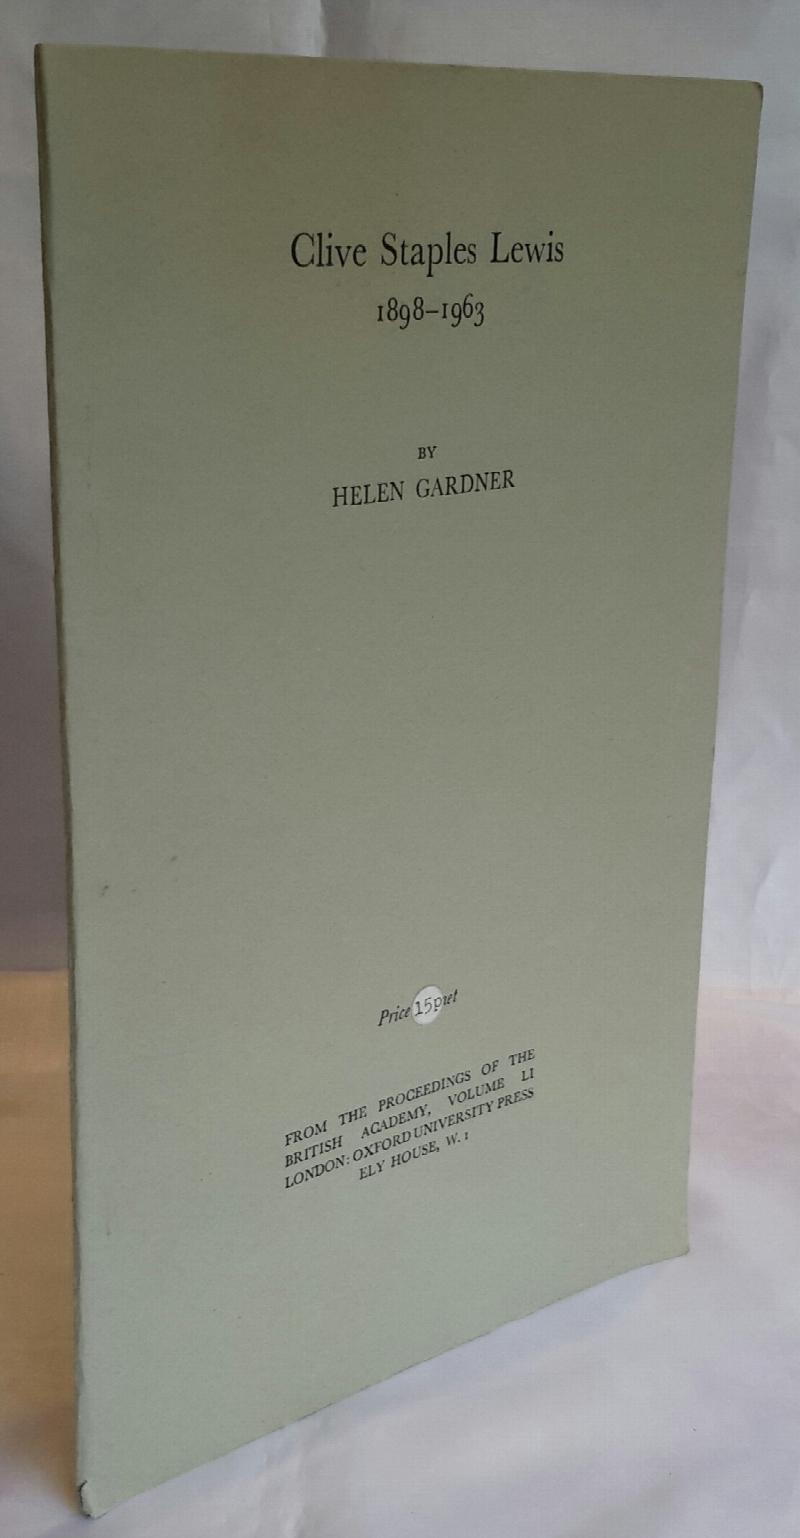 Clive Staples Lewis
1898–1963
BY
HELEN GARDNER
Price 15p net
FROM THE PROCEEDINGS OF THE
BRITISH ACADEMY, VOLUME LI
LONDON: OXFORD UNIVERSITY PRESS
ELY HOUSE, W. 1